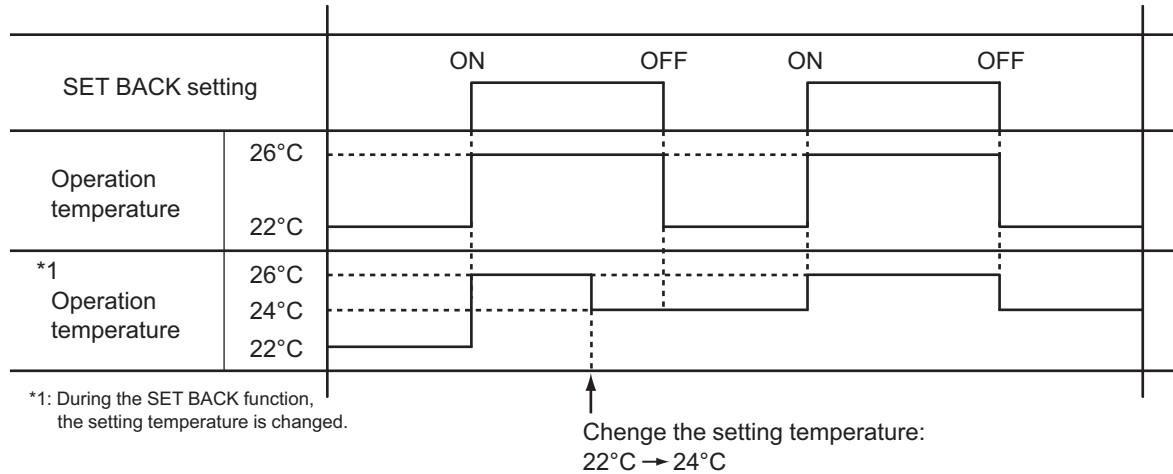 ON OFF ON OFF
SET BACK setting
26°C
Operation
temperature
22°C
*1
Operation
temperature
26°C
24°C
22°C
*1: During the SET BACK function,
the setting temperature is changed.
Chenge the setting temperature:
22°C → 24°C